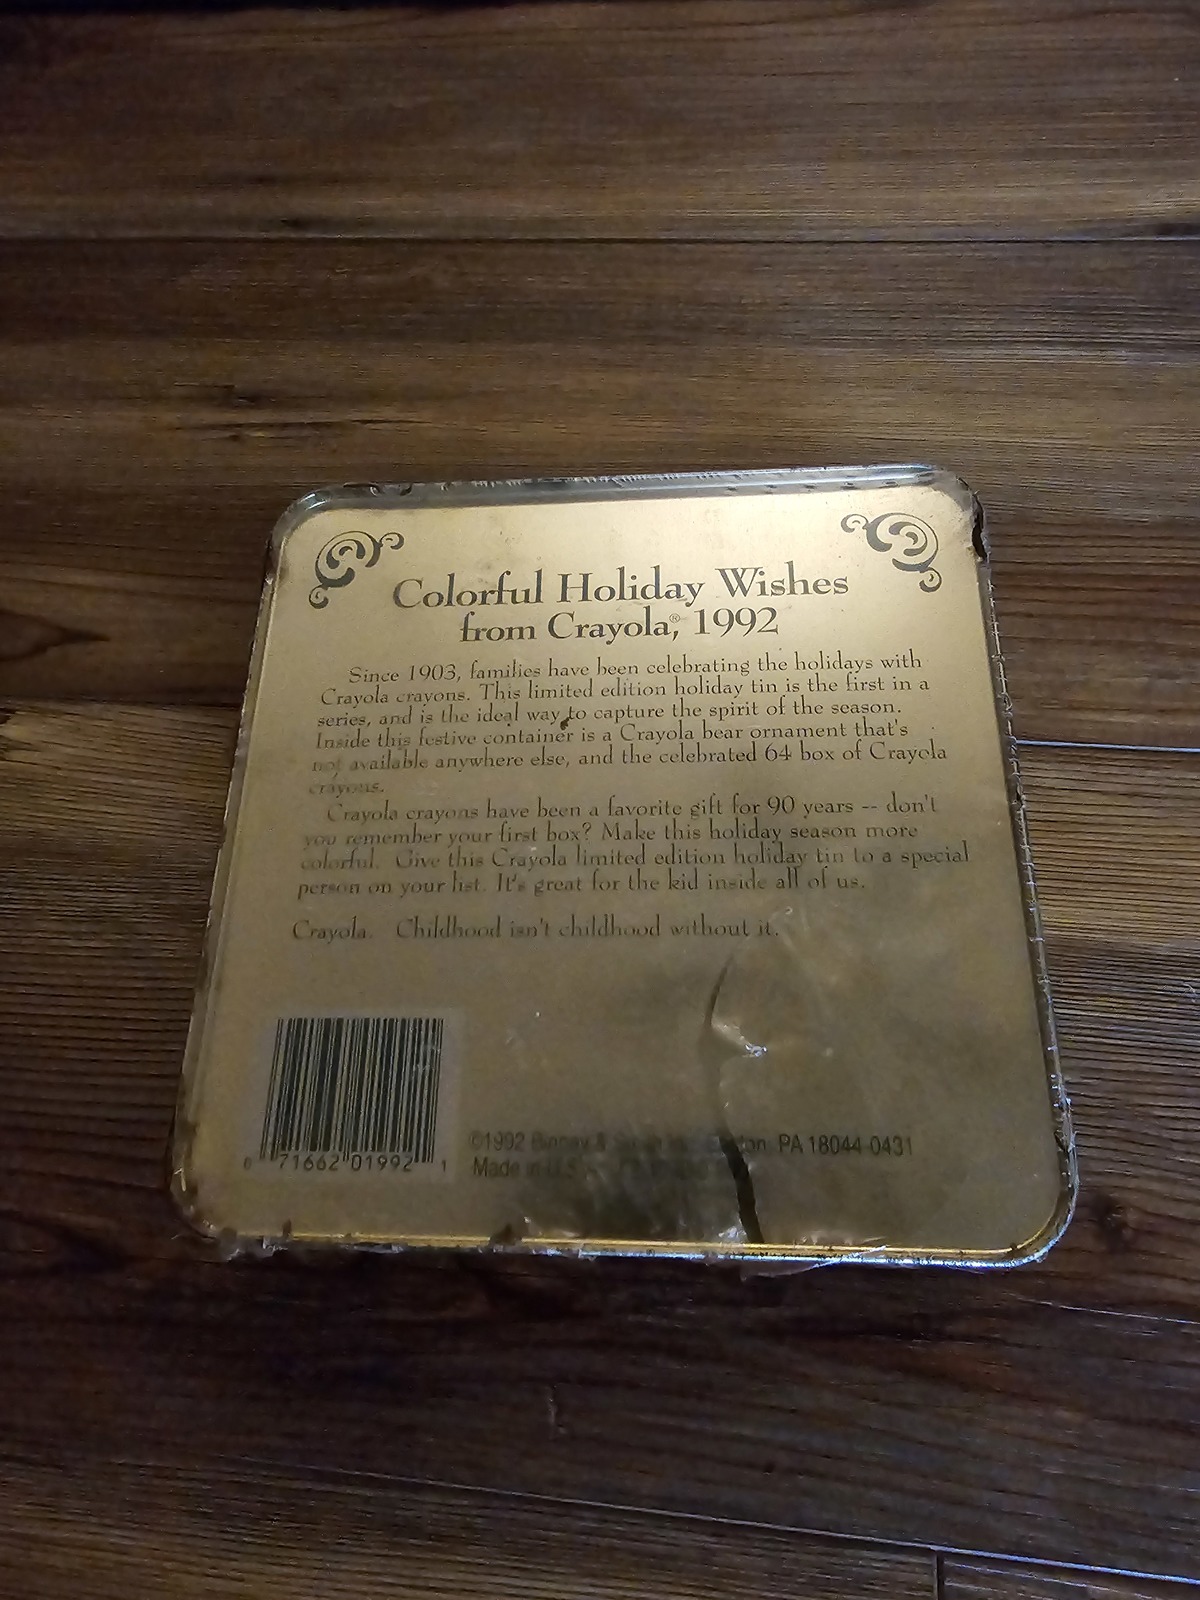 Colorful Holiday Wishes
from Crayola®, 1992
Since 1903, families have been celebrating the holidays with
Crayola crayons. This limited edition holiday tin is the first in a
series, and is the ideal way to capture the spirit of the season.
Inside this festive container is a Crayola bear ornament that's
not available anywhere else, and the celebrated 64 box of Crayola
crayons.
Crayola crayons have been a favorite gift for 90 years -- don't
you remember your first box? Make this holiday season more
colorful. Give this Crayola limited edition holiday tin to a special
person on your list. It's great for the kid inside all of us.
Crayola. Childhood isn't childhood without it.
0 71662 01992 1
©1992 Binney & Easton, PA 18044-0431
Made in U.S.